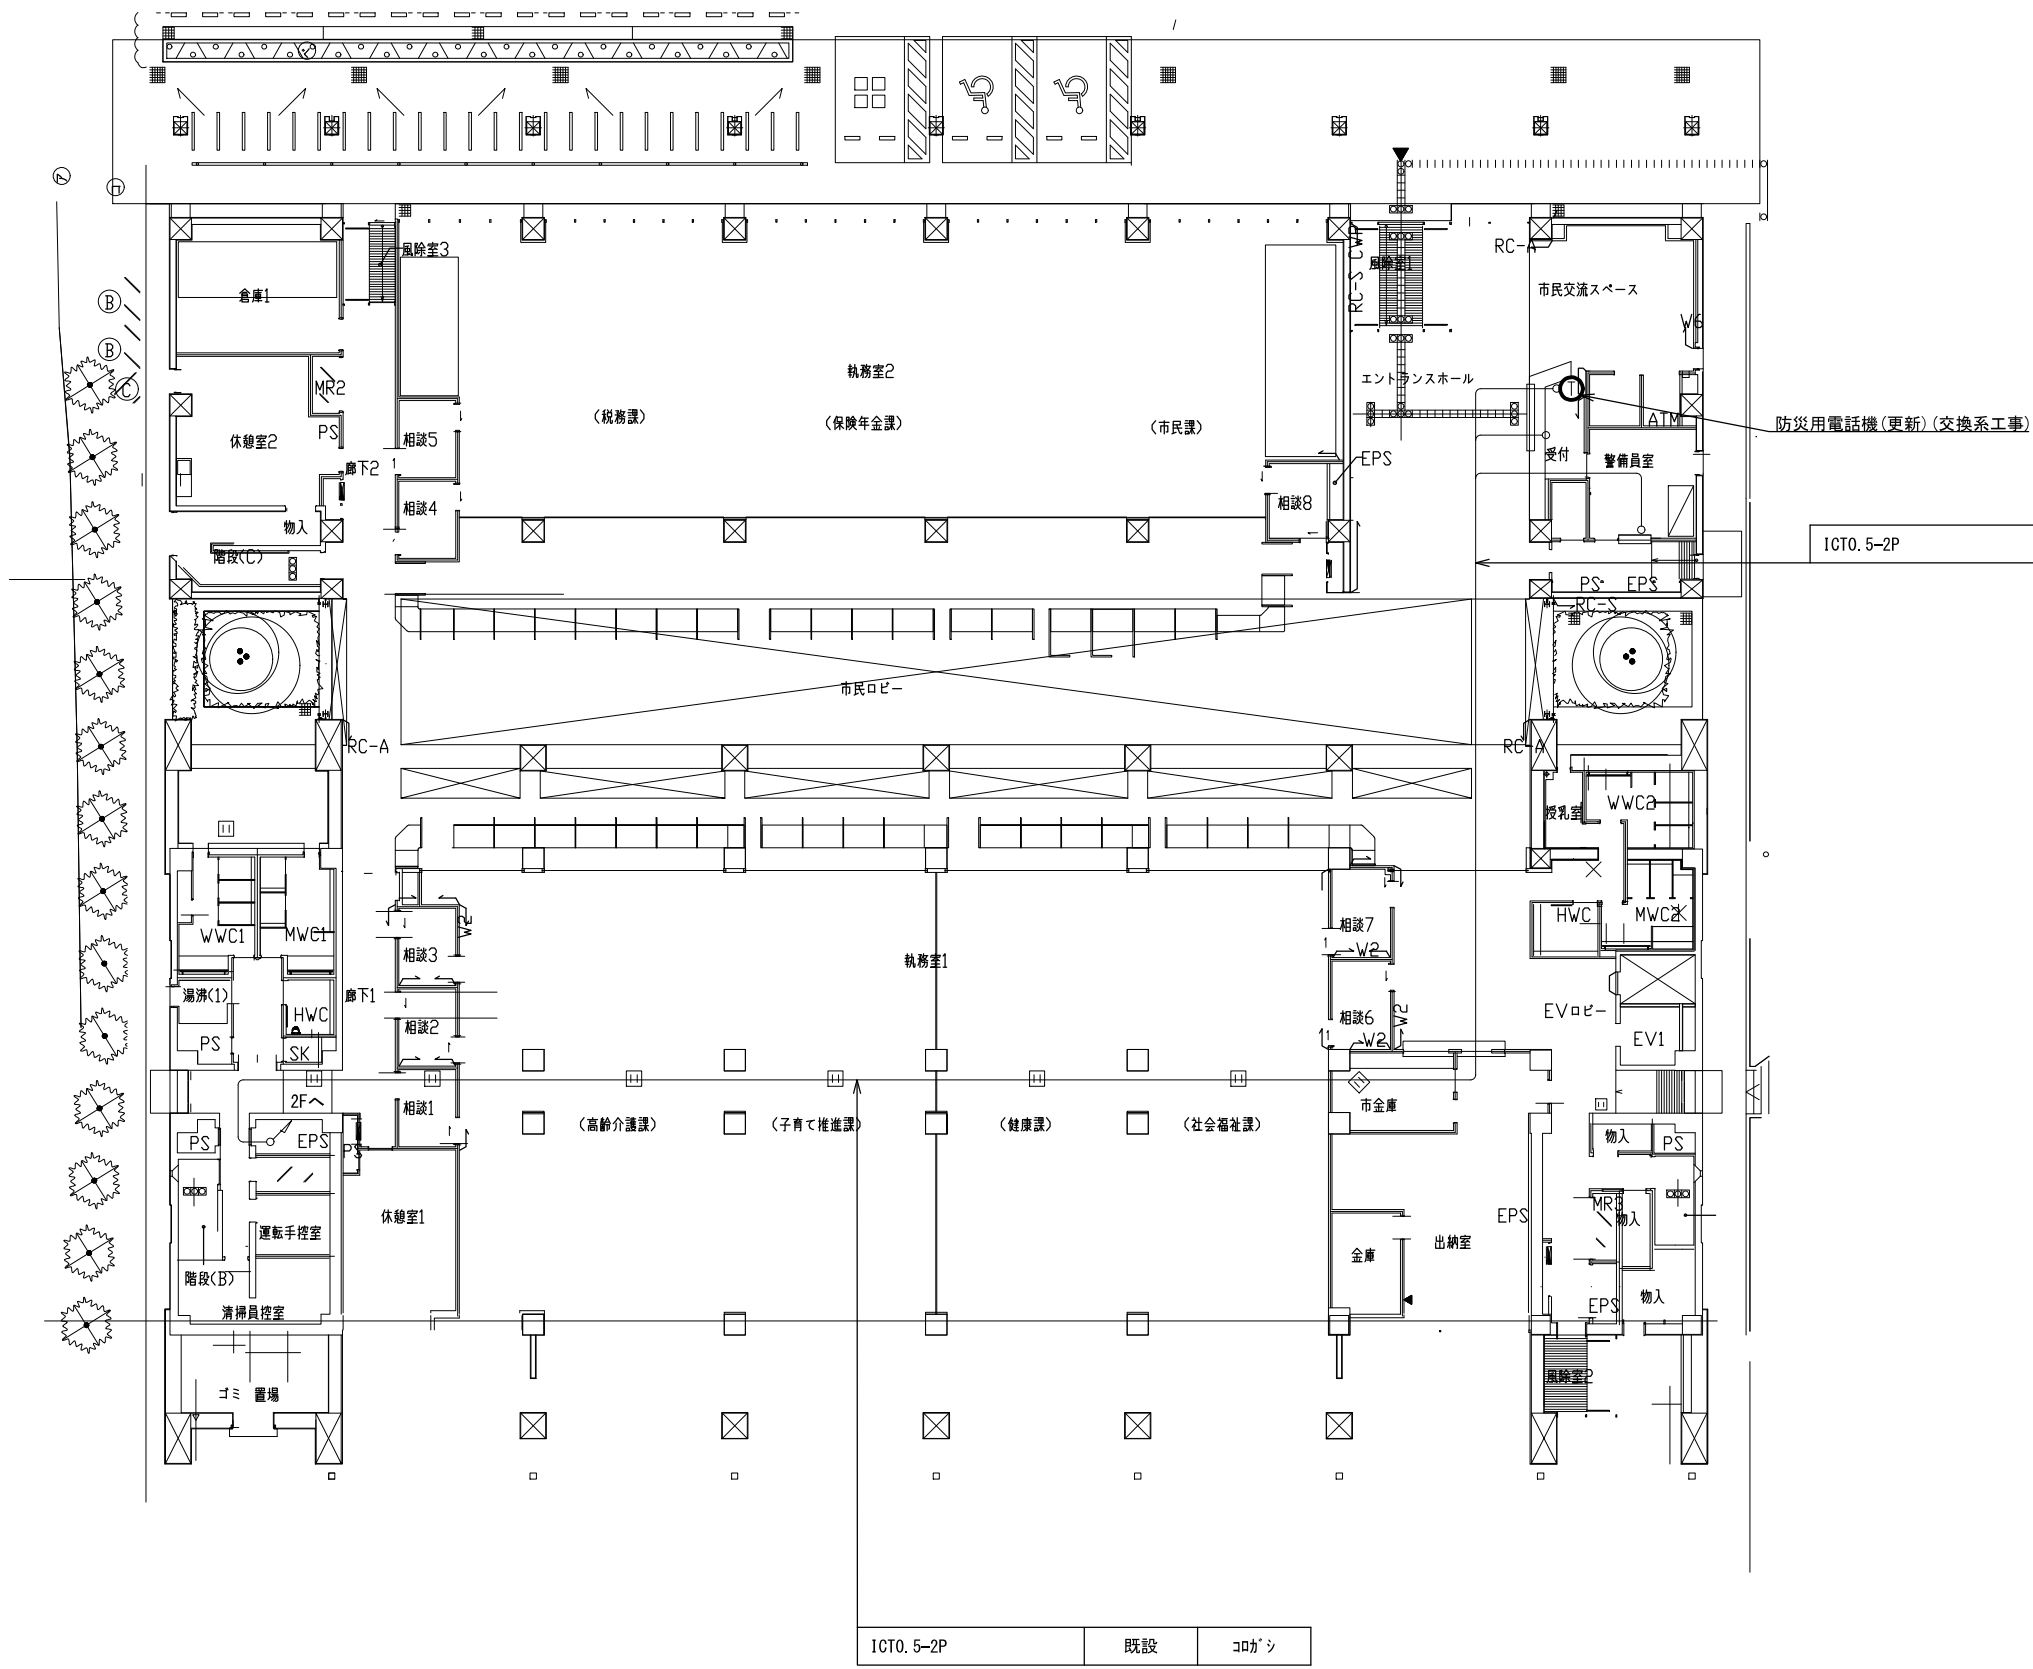 風除室3
RC-S CW1
風除室1
RC-A
倉庫1
市民交流スペース
B
W6
B
執務室2
エントランスホール
MR2
T
C
(税務課)
(保険年金課)
(市民課)
ATM
防災用電話機(更新)(交換系工事)
PS
休憩室2
相談5
受付
警備員室
EPS
廊下2
相談4
相談8
物入
ICT0.5-2P
階段(C)
PS
EPS
RC-S
市民ロビー
RC-A
RC-A
授乳室
WWC2
WWC1
MWC1
W2
相談7
HWC
MWC2
相談3
W2
執務室1
湯沸(1)
廊下1
HWC
相談2
相談6
W2
W2
EVロビー
EV1
PS
SK
2Fへ
相談1
市金庫
PS
EPS
PS
(高齢介護課)
(子育て推進課)
(健康課)
(社会福祉課)
物入
PS
休憩室1
EPS
MR3
物入
運転手控室
金庫
出納室
階段(B)
清掃員控室
EPS
物入
風除室2
ゴミ 置場
ICT0.5-2P
既設
コロガシ